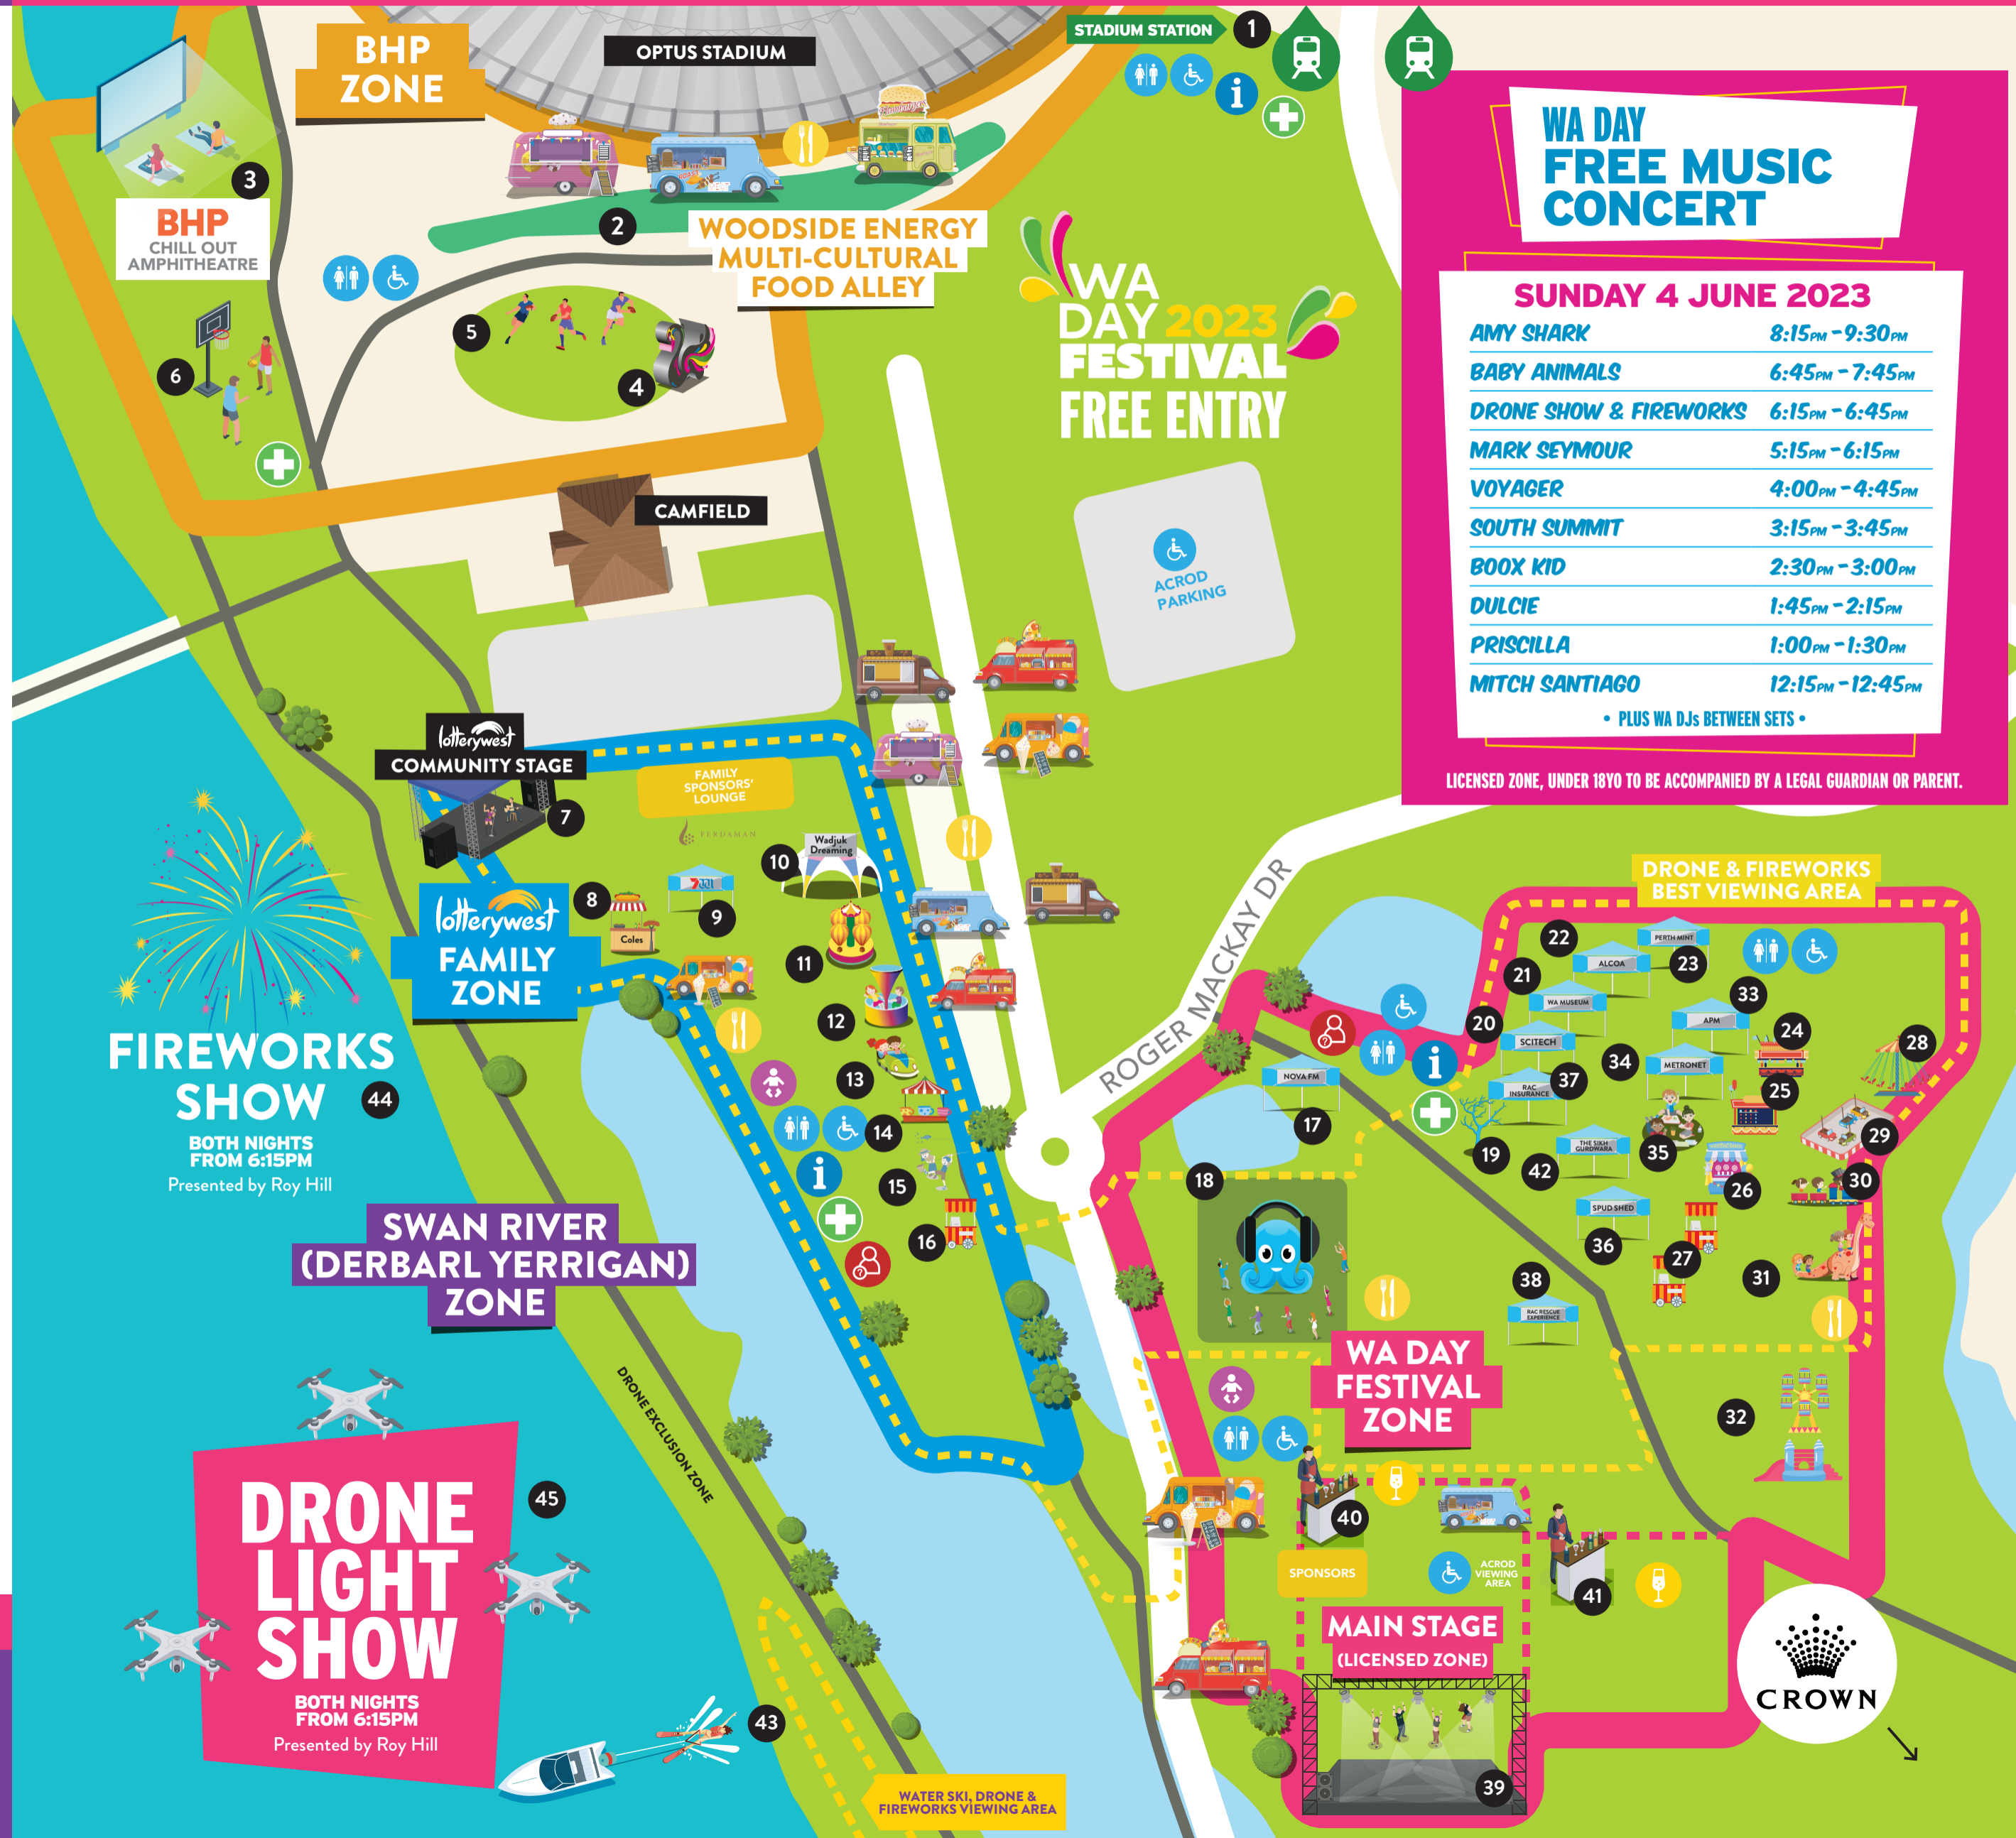 BHP
ZONE
OPTUS STADIUM
STADIUM STATION
1
3
BHP
CHILL OUT
AMPHITHEATRE
2
WOODSIDE ENERGY
MULTI-CULTURAL
FOOD ALLEY
5
4
6
WA
DAY 2023
FESTIVAL
FREE ENTRY
CAMFIELD
ACROD
PARKING
WA DAY
FREE MUSIC
CONCERT
SUNDAY 4 JUNE 2023
AMY SHARK 8:15PM - 9:30PM
BABY ANIMALS 6:45PM - 7:45PM
DRONE SHOW & FIREWORKS 6:15PM - 6:45PM
MARK SEYMOUR 5:15PM - 6:15PM
VOYAGER 4:00PM - 4:45PM
SOUTH SUMMIT 3:15PM - 3:45PM
BOOX KID 2:30PM - 3:00PM
DULCIE 1:45PM - 2:15PM
PRISCILLA 1:00PM - 1:30PM
MITCH SANTIAGO 12:15PM - 12:45PM
• PLUS WA DJs BETWEEN SETS •
LICENSED ZONE, UNDER 18YO TO BE ACCOMPANIED BY A LEGAL GUARDIAN OR PARENT.
lotterywest
COMMUNITY STAGE
7
FAMILY
SPONSORS'
LOUNGE
PERDAMAN
10
Wadjuk
Dreaming
8
Coles
9
lotterywest
FAMILY
ZONE
11
12
13
14
15
16
ROGER MACKAY DR
FIREWORKS
SHOW
44
BOTH NIGHTS
FROM 6:15PM
Presented by Roy Hill
SWAN RIVER
(DERBARL YERRIGAN)
ZONE
DRONE EXCLUSION ZONE
DRONE
LIGHT
SHOW
45
BOTH NIGHTS
FROM 6:15PM
Presented by Roy Hill
43
WATER SKI, DRONE &
FIREWORKS VIEWING AREA
DRONE & FIREWORKS
BEST VIEWING AREA
22
PERTH MINT
ALCOA
23
21
WA MUSEUM
33
APM
20
SCITECH
24
34
METRONET
28
RAC
INSURANCE
37
25
NOVA FM
17
19
THE SIKH
GURDWARA
42
35
29
18
26
30
SPUD SHED
36
27
31
38
RAC RESCUE
EXPERIENCE
WA DAY
FESTIVAL
ZONE
32
40
SPONSORS
ACROD
VIEWING
AREA
41
MAIN STAGE
(LICENSED ZONE)
39
CROWN